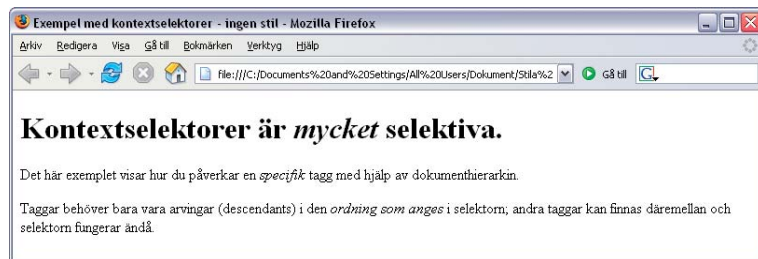 Exempel med kontextselektorer - ingen stil - Mozilla Firefox
Arkiv Redigera Visa Gå till Bokmärken Verktyg Hjälp
file:///C:/Documents%20and%20Settings/All%20Users/Dokument/Stila%2 Gå till G
Kontextselektorer är mycket selektiva.
Det här exemplet visar hur du påverkar en specifik tagg med hjälp av dokumenthierarkin.
Taggar behöver bara vara arvingar (descendants) i den ordning som anges i selektorn; andra taggar kan finnas däremellan och
selektorn fungerar ändå.